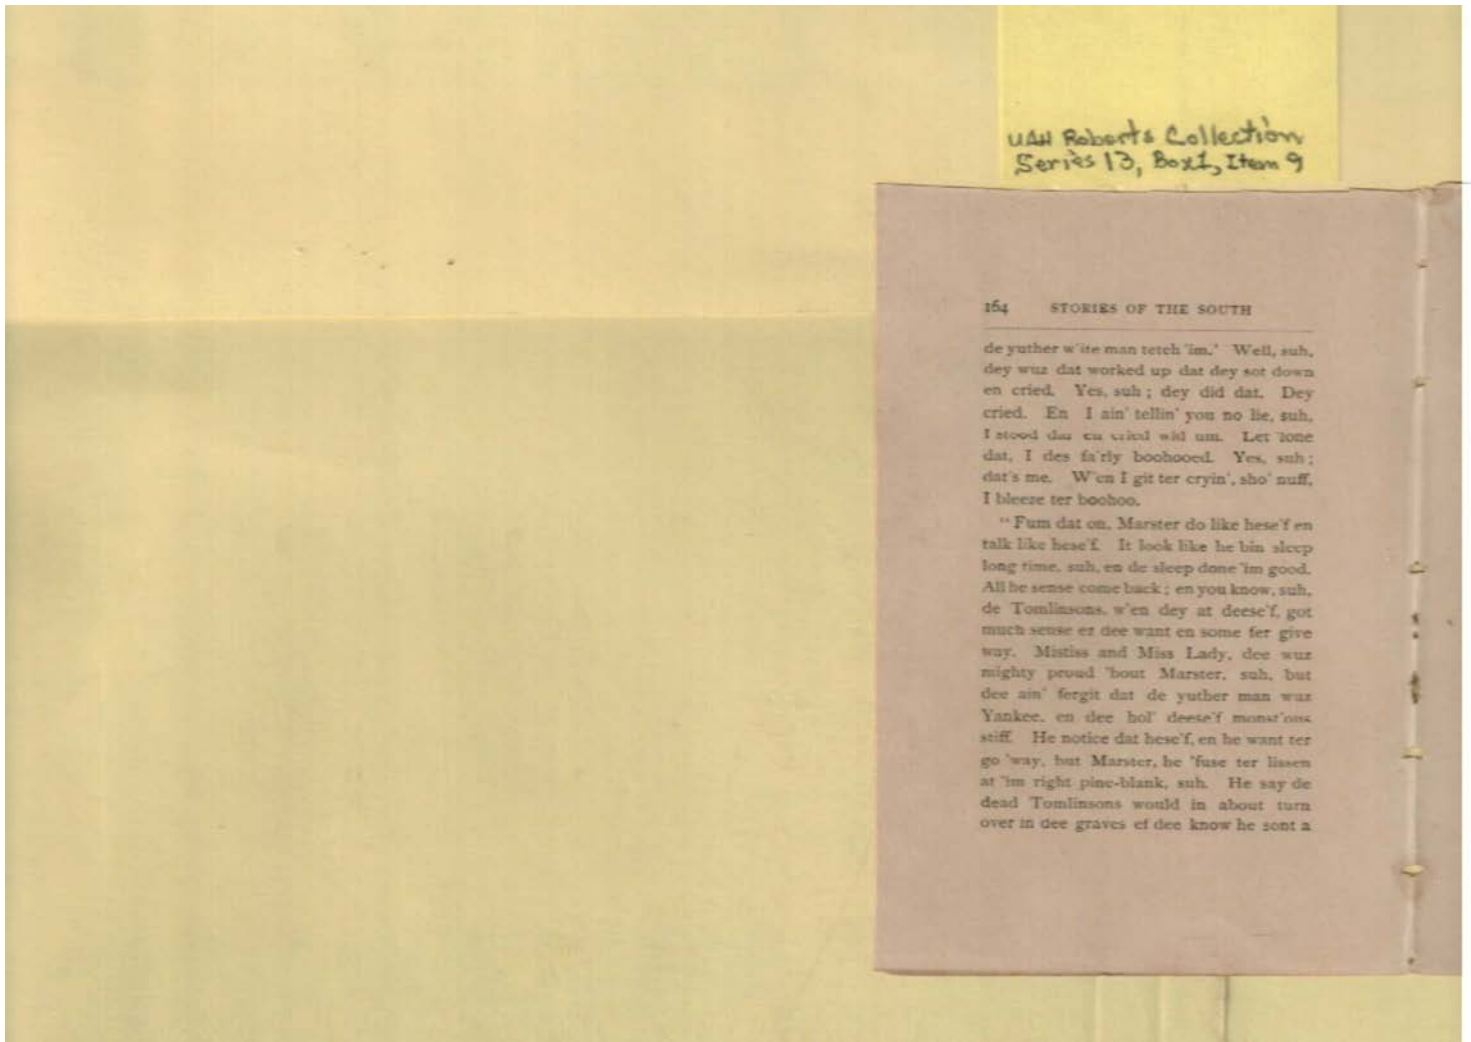 UAH Roberts Collection
Series 13, Box 1, Item 9
164 STORIES OF THE SOUTH
de yuther w'ite man tetch 'im.' Well, suh,
dey wuz dat worked up dat dey sot down
en cried. Yes, suh; dey did dat. Dey
cried. En I ain' tellin' you no lie, suh,
I stood dar en cried wid um. Let 'lone
dat, I des fa'rly boohooed. Yes, suh;
dat's me. W'en I git ter cryin', sho' nuff,
I bleeze ter boohoo.
"Fum dat on, Marster do like hese'f en
talk like hese'f. It look like he bin sleep
long time, suh, en de sleep done 'im good.
All he sense come back; en you know, suh,
de Tomlinsons, w'en dey at deese'f, got
much sense ez dee want en some fer give
way. Mistiss and Miss Lady, dee wuz
mighty proud 'bout Marster, suh, but
dee ain' fergit dat de yuther man wuz
Yankee, en dee hol' deese'f monst'ous
stiff. He notice dat hese'f, en he want ter
go 'way, but Marster, he 'fuse ter lissen
at 'im right pine-blank, suh. He say de
dead Tomlinsons would in about turn
over in dee graves ef dee know he sont a